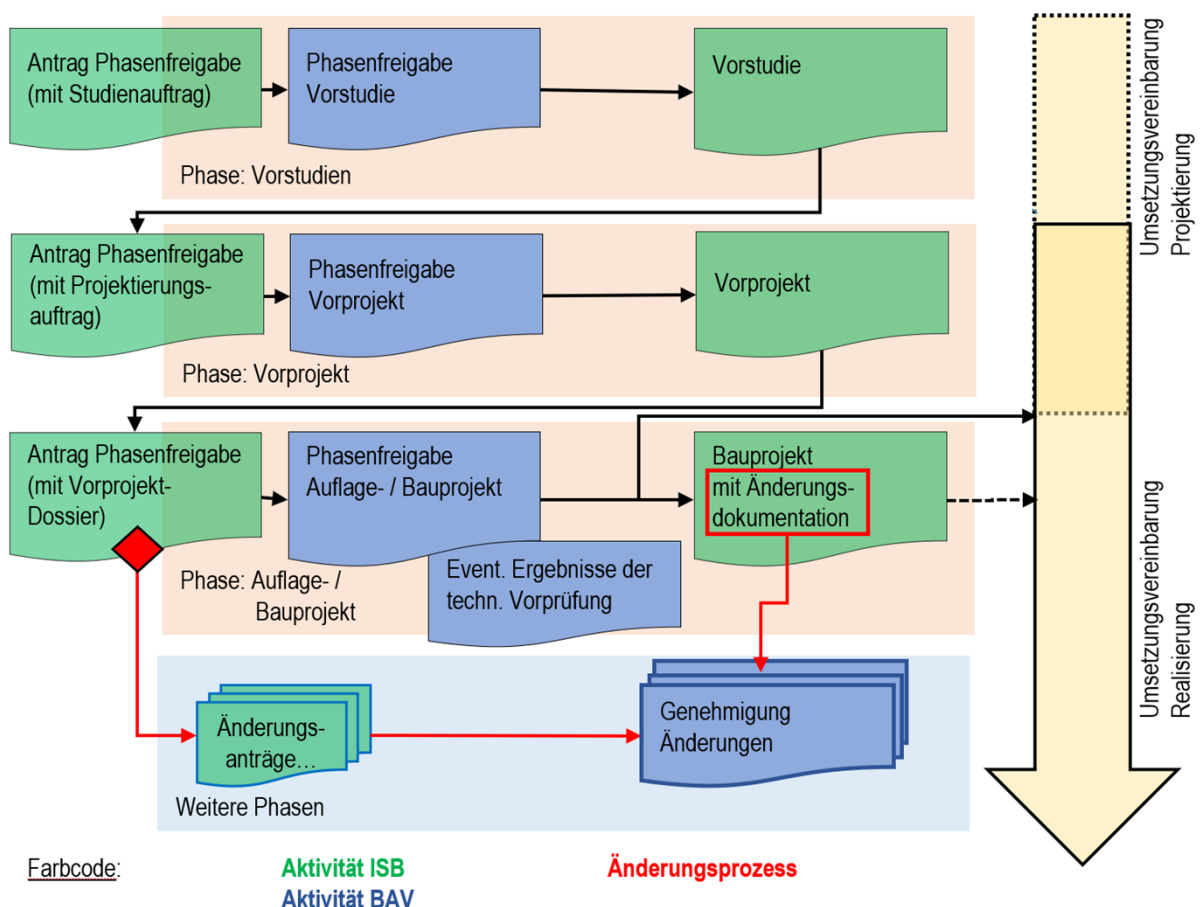 Antrag Phasenfreigabe
(mit Studienauftrag)
Phasenfreigabe
Vorstudie
Vorstudie
Phase: Vorstudien
Umsetzungsvereinbarung
Projektierung
Antrag Phasenfreigabe
(mit Projektierungs-
auftrag)
Phasenfreigabe
Vorprojekt
Vorprojekt
Phase: Vorprojekt
Antrag Phasenfreigabe
(mit Vorprojekt-
Dossier)
Phasenfreigabe
Auflage- / Bauprojekt
Bauprojekt
mit Änderungs-
dokumentation
Event. Ergebnisse der
techn. Vorprüfung
Phase: Auflage- /
Bauprojekt
Umsetzungsvereinbarung
Realisierung
Änderungs-
anträge…
Genehmigung
Änderungen
Weitere Phasen
Farbcode:
Aktivität ISB
Änderungsprozess
Aktivität BAV